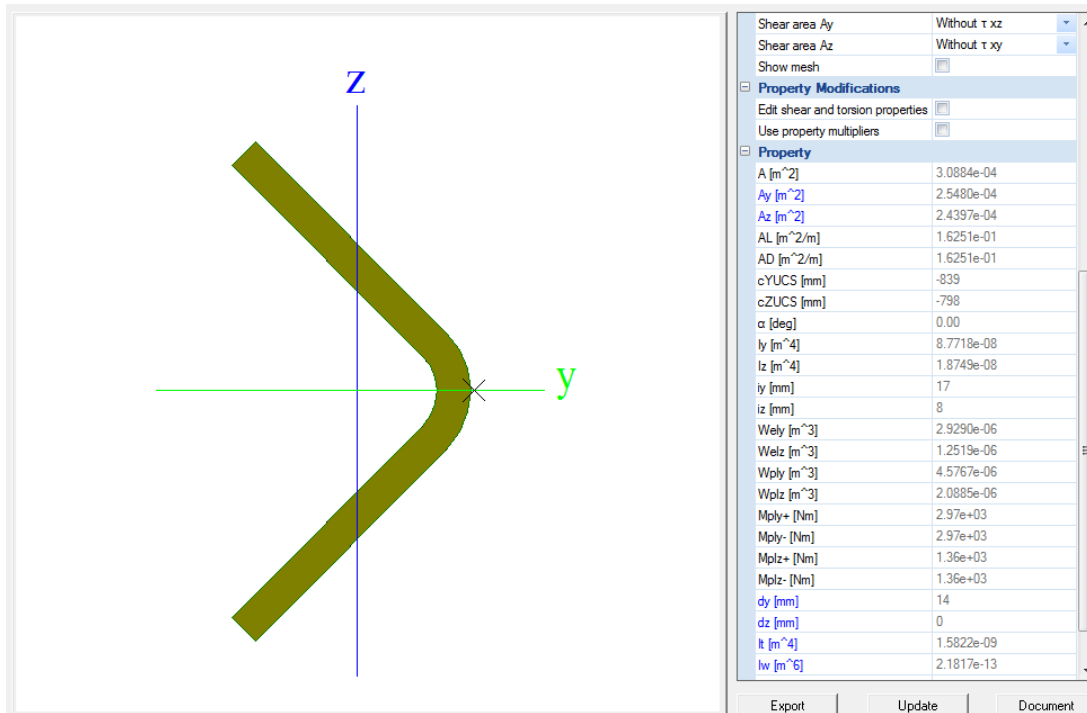 z
y
Shear area Ay Without τ xz
Shear area Az Without τ xy
Show mesh
Property Modifications
Edit shear and torsion properties
Use property multipliers
Property
A [m^2] 3.0884e-04
Ay [m^2] 2.5480e-04
Az [m^2] 2.4397e-04
AL [m^2/m] 1.6251e-01
AD [m^2/m] 1.6251e-01
cYUCS [mm] -839
cZUCS [mm] -798
α [deg] 0.00
Iy [m^4] 8.7718e-08
Iz [m^4] 1.8749e-08
iy [mm] 17
iz [mm] 8
Wely [m^3] 2.9290e-06
Welz [m^3] 1.2519e-06
Wply [m^3] 4.5767e-06
Wplz [m^3] 2.0885e-06
Mply+ [Nm] 2.97e+03
Mply- [Nm] 2.97e+03
Mplz+ [Nm] 1.36e+03
Mplz- [Nm] 1.36e+03
dy [mm] 14
dz [mm] 0
It [m^4] 1.5822e-09
Iw [m^6] 2.1817e-13
Export Update Document